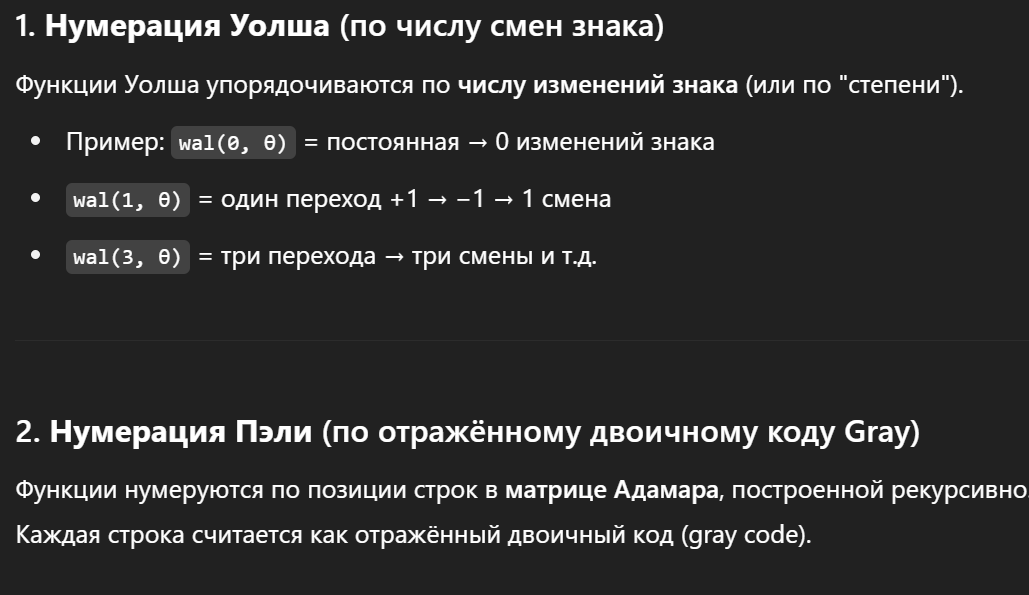 1. Нумерация Уолша (по числу смен знака)
Функции Уолша упорядочиваются по числу изменений знака (или по "степени").
• Пример: wal(0, θ) = постоянная → 0 изменений знака
• wal(1, θ) = один переход +1 → −1 → 1 смена
• wal(3, θ) = три перехода → три смены и т.д.
2. Нумерация Пэли (по отражённому двоичному коду Gray)
Функции нумеруются по позиции строк в матрице Адамара, построенной рекурсивно.
Каждая строка считается как отражённый двоичный код (gray code).